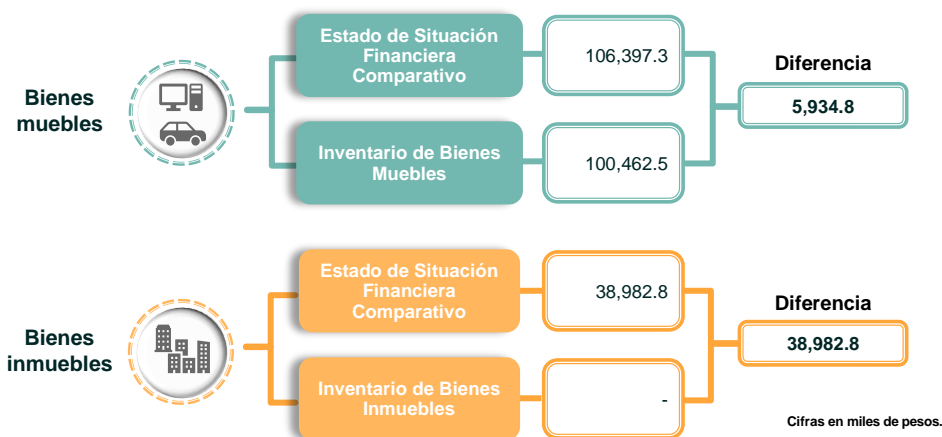 Bienes
muebles
Estado de Situación
Financiera
Comparativo
106,397.3
Inventario de Bienes
Muebles
100,462.5
Diferencia
5,934.8
Bienes
inmuebles
Estado de Situación
Financiera
Comparativo
38,982.8
Inventario de Bienes
Inmuebles
-
Diferencia
38,982.8
Cifras en miles de pesos.